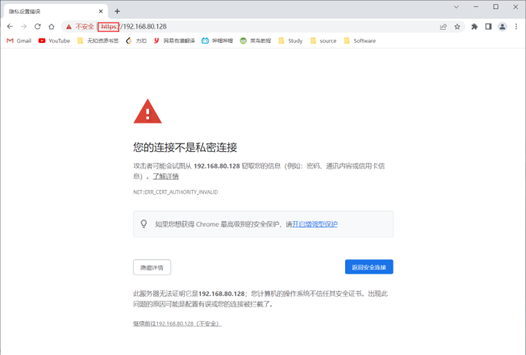 隐私设置错误
不安全 https://192.168.80.128
Gmail YouTube 无知资源书签 力扣 网易有道翻译 哔哩哔哩 菜鸟教程 Study source Software
您的连接不是私密连接
攻击者可能会试图从 192.168.80.128 窃取您的信息（例如：密码、通讯内容或信用卡信
息）。了解详情
NET::ERR_CERT_AUTHORITY_INVALID
如果您想获得 Chrome 最高级别的安全保护，请开启增强型保护
隐藏详情
返回安全连接
此服务器无法证明它是192.168.80.128；您计算机的操作系统不信任其安全证书。出现此
问题的原因可能是配置有误或您的连接被拦截了。
继续前往192.168.80.128（不安全）